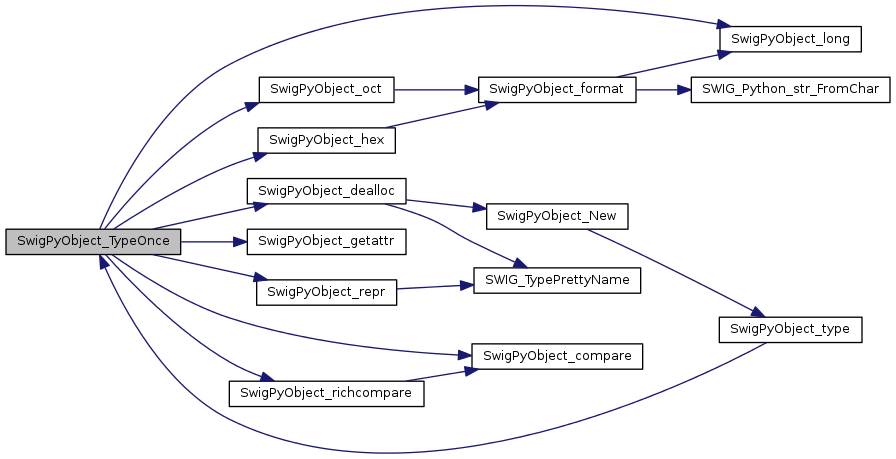 SwigPyObject_long
SwigPyObject_oct
SwigPyObject_format
SWIG_Python_str_FromChar
SwigPyObject_hex
SwigPyObject_dealloc
SwigPyObject_New
SwigPyObject_TypeOnce
SwigPyObject_getattr
SWIG_TypePrettyName
SwigPyObject_repr
SwigPyObject_type
SwigPyObject_compare
SwigPyObject_richcompare